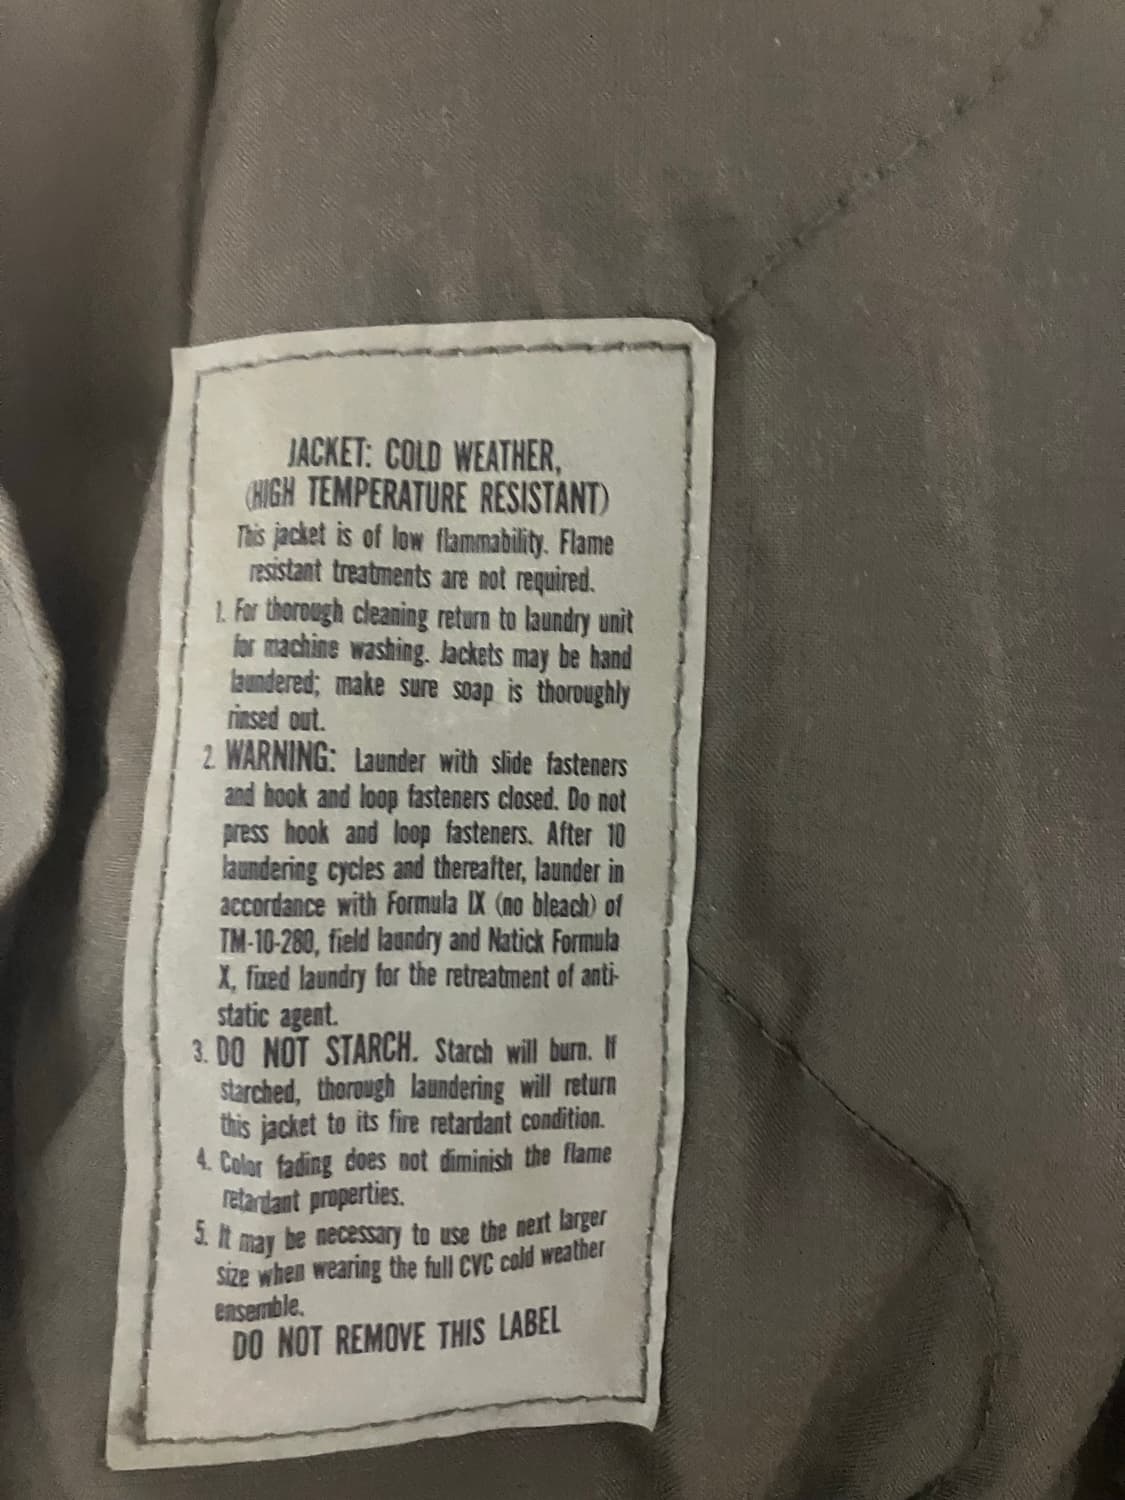 JACKET: COLD WEATHER,
(HIGH TEMPERATURE RESISTANT)
This jacket is of low flammability. Flame
resistant treatments are not required.
1. For thorough cleaning return to laundry unit
for machine washing. Jackets may be hand
laundered; make sure soap is thoroughly
rinsed out.
2. WARNING: Launder with slide fasteners
and hook and loop fasteners closed. Do not
press hook and loop fasteners. After 10
laundering cycles and thereafter, launder in
accordance with Formula IX (no bleach) of
TM-10-280, field laundry and Natick Formula
X, fixed laundry for the retreatment of anti-
static agent.
3. DO NOT STARCH. Starch will burn. If
starched, thorough laundering will return
this jacket to its fire retardant condition.
4. Color fading does not diminish the flame
retardant properties.
5. It may be necessary to use the next larger
size when wearing the full CVC cold weather
ensemble.
DO NOT REMOVE THIS LABEL